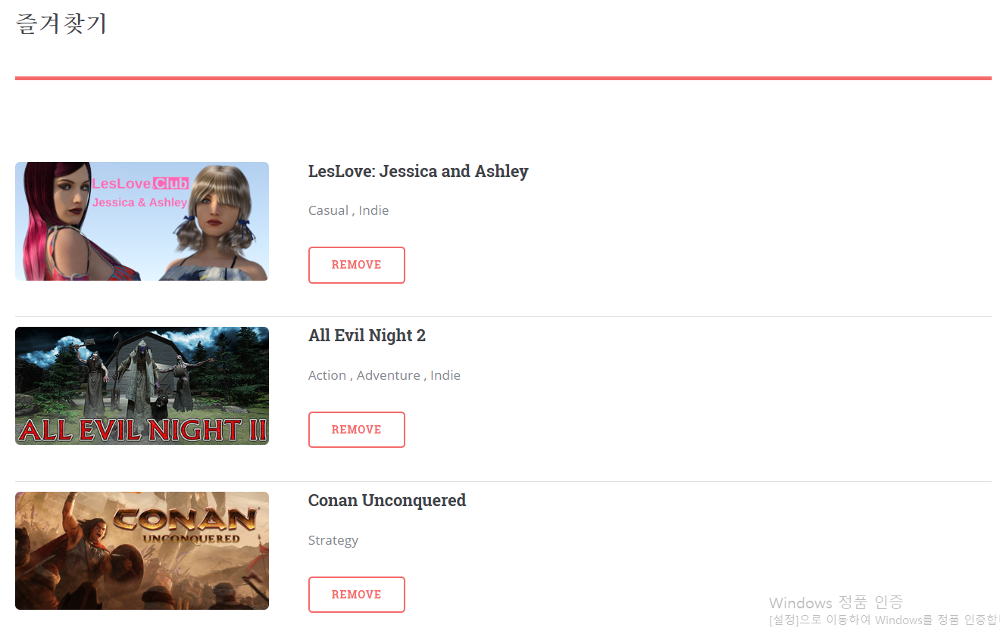 즐겨찾기
LesLove.Club
Jessica & Ashley
LesLove: Jessica and Ashley
Casual , Indie
REMOVE
ALL EVIL NIGHT II
All Evil Night 2
Action , Adventure , Indie
REMOVE
CONAN
UNCONQUERED
Conan Unconquered
Strategy
REMOVE
Windows 정품 인증
[설정]으로 이동하여 Windows를 정품 인증합